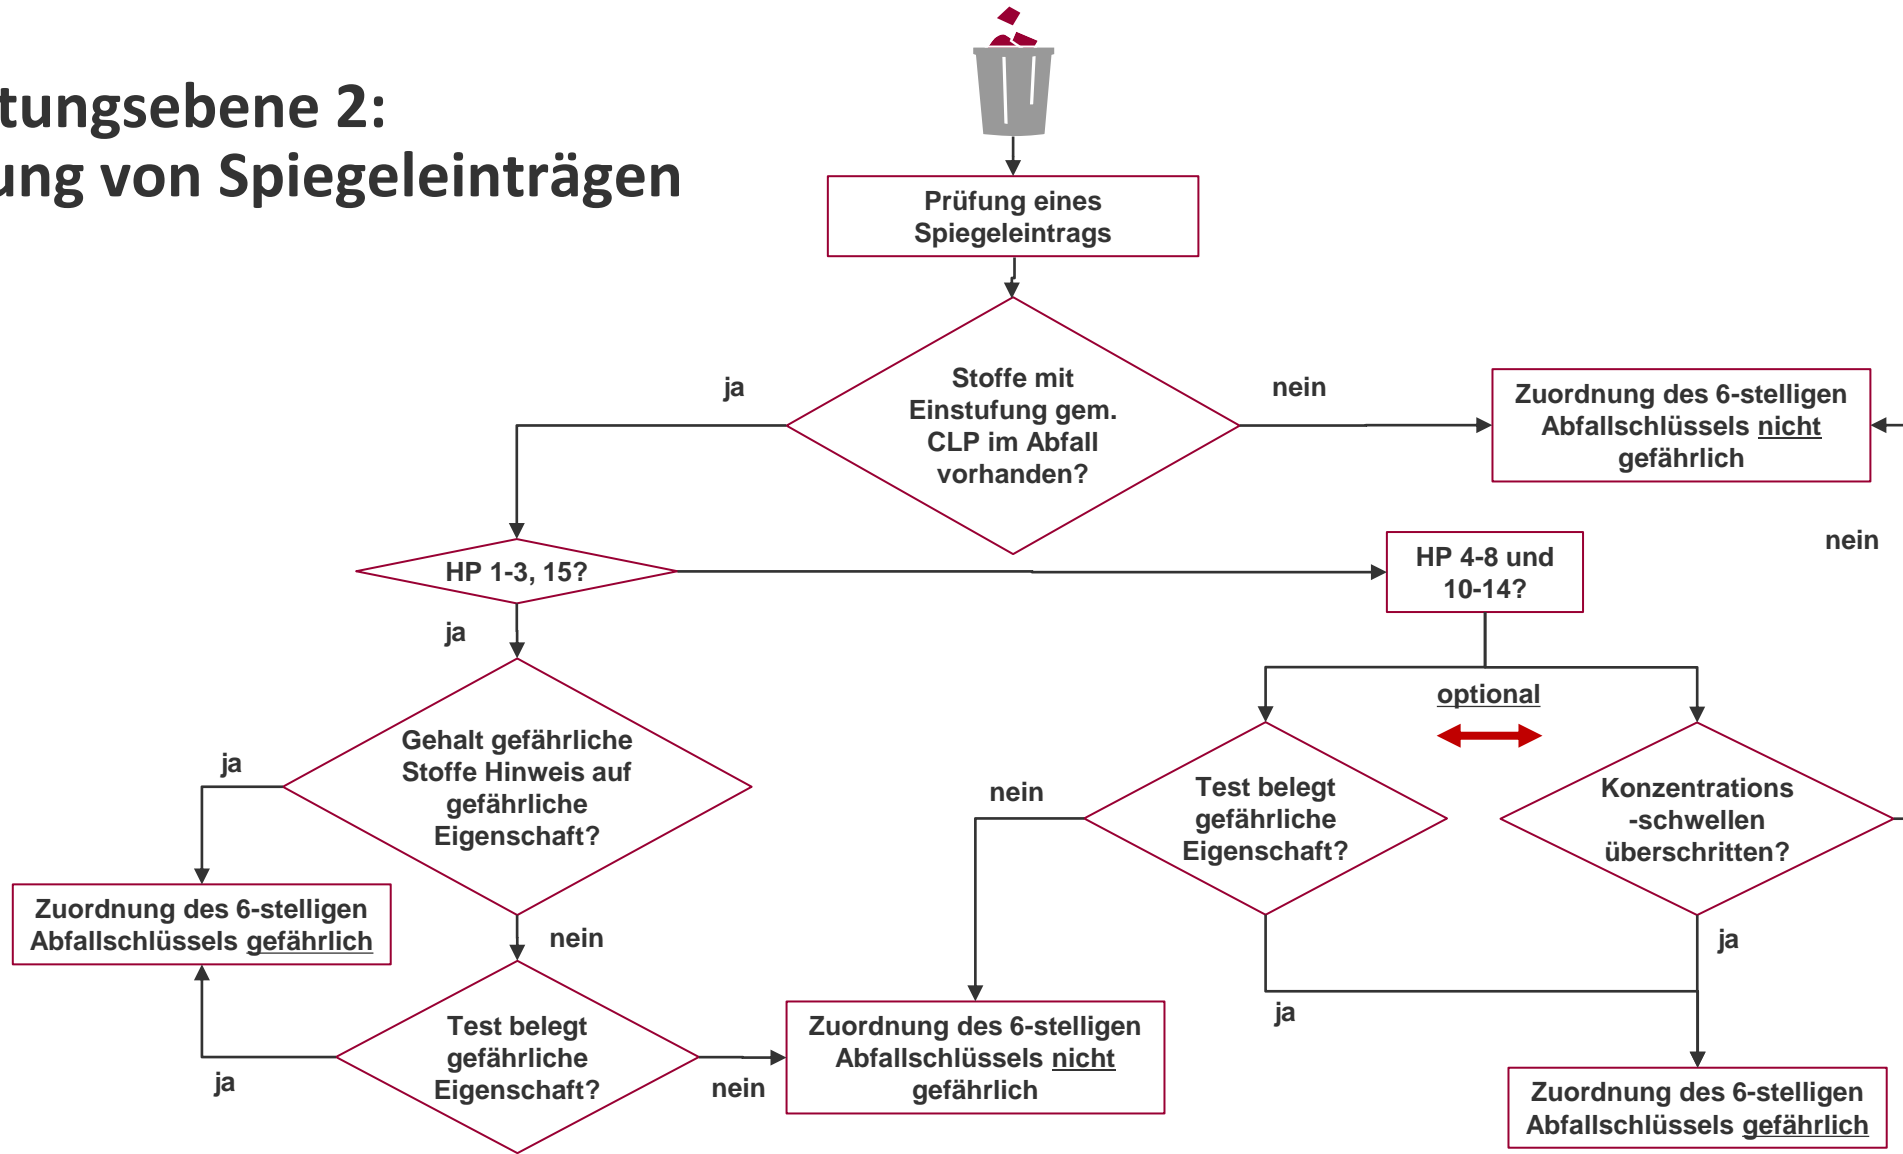 tungsebene 2:
ung von Spiegeleinträgen
Prüfung eines
Spiegeleintrags
ja
Stoffe mit
Einstufung gem.
CLP im Abfall
vorhanden?
nein
Zuordnung des 6-stelligen
Abfallschlüssels nicht
gefährlich
nein
HP 1-3, 15?
HP 4-8 und
10-14?
ja
optional
Gehalt gefährliche
Stoffe Hinweis auf
gefährliche
Eigenschaft?
ja
nein
Test belegt
gefährliche
Eigenschaft?
Konzentrations
-schwellen
überschritten?
Zuordnung des 6-stelligen
Abfallschlüssels gefährlich
nein
ja
ja
Test belegt
gefährliche
Eigenschaft?
ja
nein
Zuordnung des 6-stelligen
Abfallschlüssels nicht
gefährlich
Zuordnung des 6-stelligen
Abfallschlüssels gefährlich